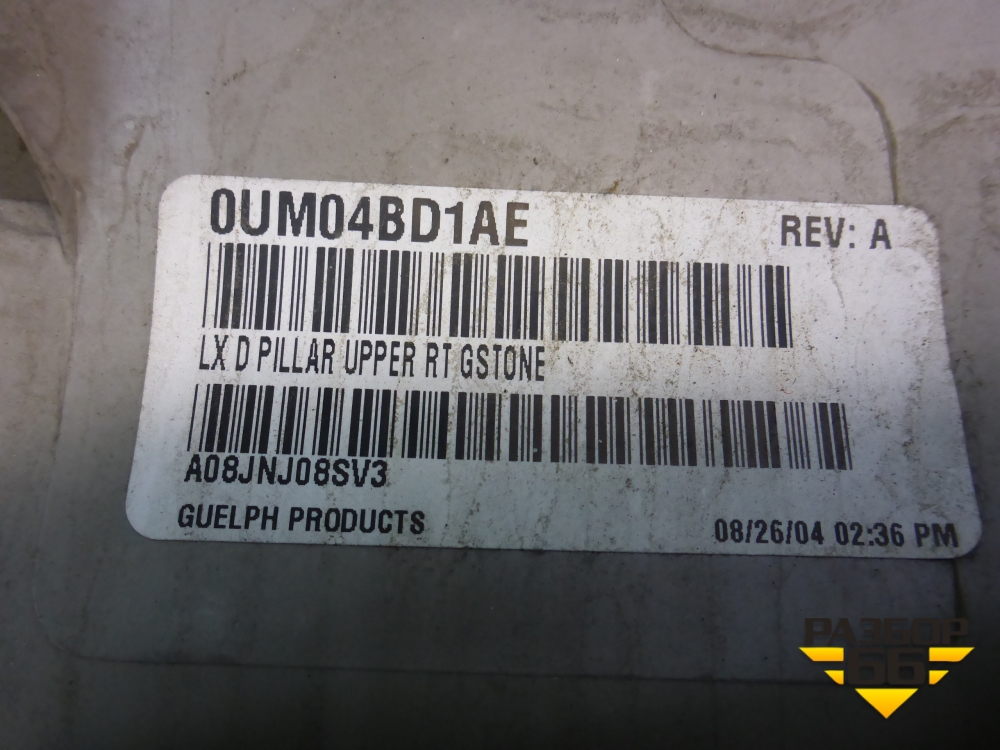 0UM04BD1AE
REV: A
LX D PILLAR UPPER RT GSTONE
A08JNJ08SV3
GUELPH PRODUCTS
08/26/04 02:36 PM
РАЗБОР
66